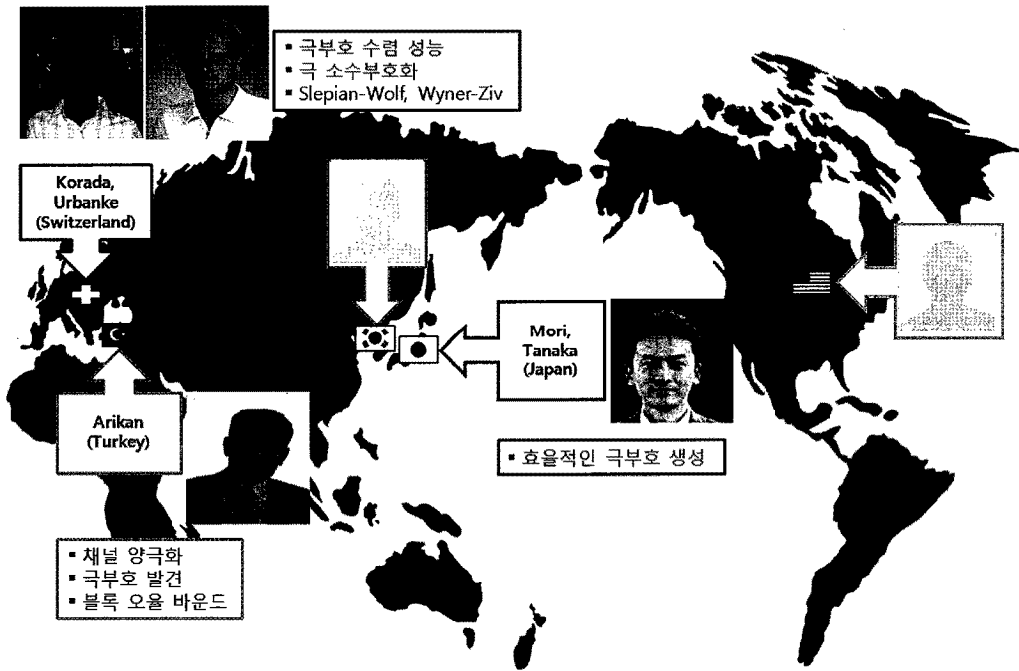 ▪ 극부호 수렴 성능
▪ 극 소수부호화
▪ Slepian-Wolf, Wyner-Ziv
Korada,
Urbanke
(Switzerland)
Mori,
Tanaka
(Japan)
▪ 효율적인 극부호 생성
Arikan
(Turkey)
▪ 채널 양극화
▪ 극부호 발견
▪ 블록 오율 바운드